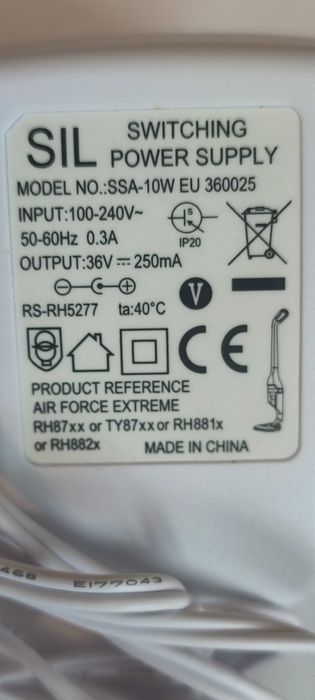 SIL
SWITCHING
POWER SUPPLY
MODEL NO.:SSA-10W EU 360025
INPUT:100-240V~
50-60Hz 0.3A
S
IP20
OUTPUT:36V⎓250mA
V
RS-RH5277 ta:40°C
CE
PRODUCT REFERENCE
AIR FORCE EXTREME
RH87xx or TY87xx or RH881x
or RH882x MADE IN CHINA
468 E177043